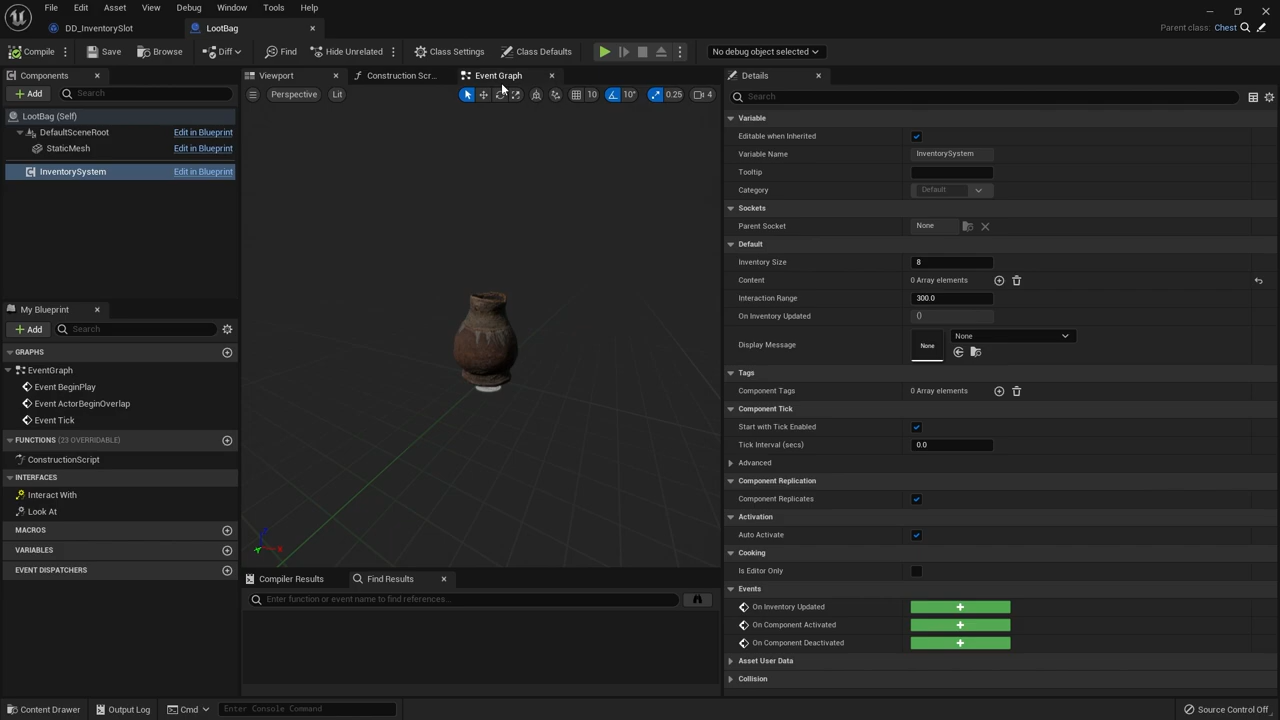 File Edit Asset View Debug Window Tools Help
DD_InventorySlot LootBag Parent class: Chest
Compile Save Browse Diff Find Hide Unrelated Class Settings Class Defaults No debug object selected
Components Viewport Construction Scr... Event Graph Details
Add Search Perspective Lit 10 10° 0.25 4 Search
LootBag (Self) Variable
DefaultSceneRoot Edit in Blueprint Editable when Inherited
StaticMesh Edit in Blueprint Variable Name InventorySystem
InventorySystem Edit in Blueprint Tooltip
Category Default
Sockets
Parent Socket None
Default
Inventory Size 8
Content 0 Array elements
Interaction Range 300.0
My Blueprint On Inventory Updated ()
Add Search Display Message None None
GRAPHS Tags
EventGraph Component Tags 0 Array elements
Event BeginPlay Component Tick
Event ActorBeginOverlap Start with Tick Enabled
Event Tick Tick Interval (secs) 0.0
FUNCTIONS (23 OVERRIDABLE) Advanced
ConstructionScript Component Replication
INTERFACES Component Replicates
Interact With Activation
Look At Auto Activate
MACROS Cooking
VARIABLES Is Editor Only
EVENT DISPATCHERS Compiler Results Find Results Events
Enter function or event name to find references... On Inventory Updated
On Component Activated
On Component Deactivated
Asset User Data
Collision
Content Drawer Output Log Cmd Enter Console Command Source Control Off